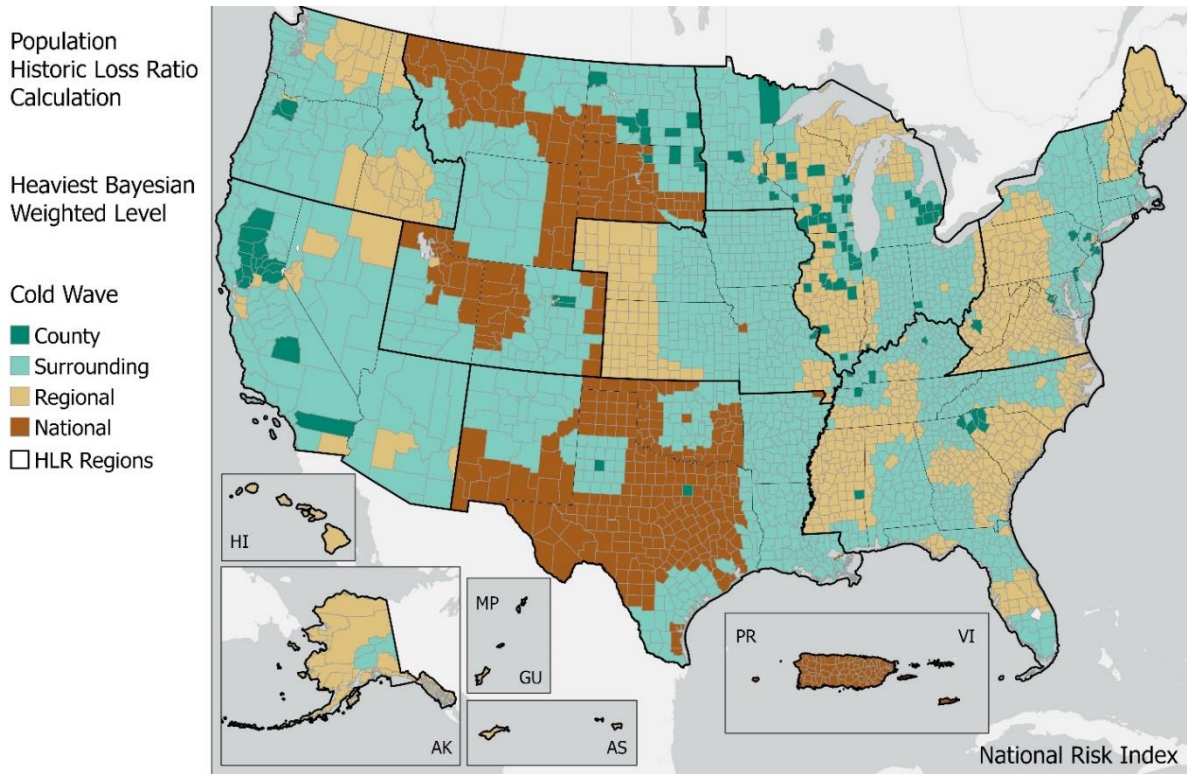 Population
Historic Loss Ratio
Calculation
Heaviest Bayesian
Weighted Level
Cold Wave
County
Surrounding
Regional
National
HLR Regions
HI
AK
MP
GU
AS
PR
VI
National Risk Index